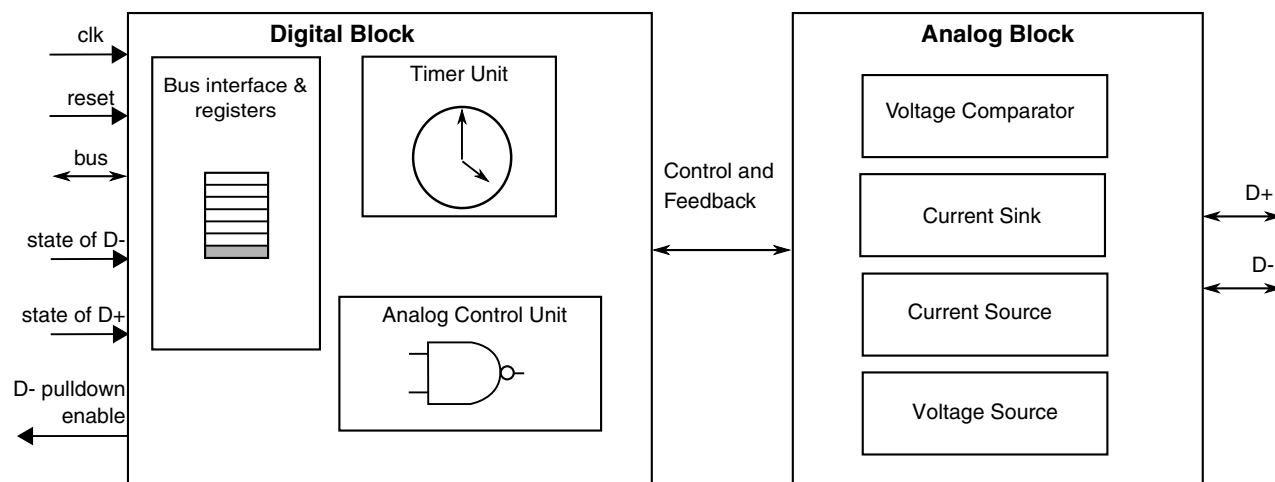 Digital Block
Analog Block
clk
reset
bus
state of D-
state of D+
D- pulldown
enable
Bus interface &
registers
Timer Unit
Analog Control Unit
Control and
Feedback
Voltage Comparator
Current Sink
Current Source
Voltage Source
D+
D-